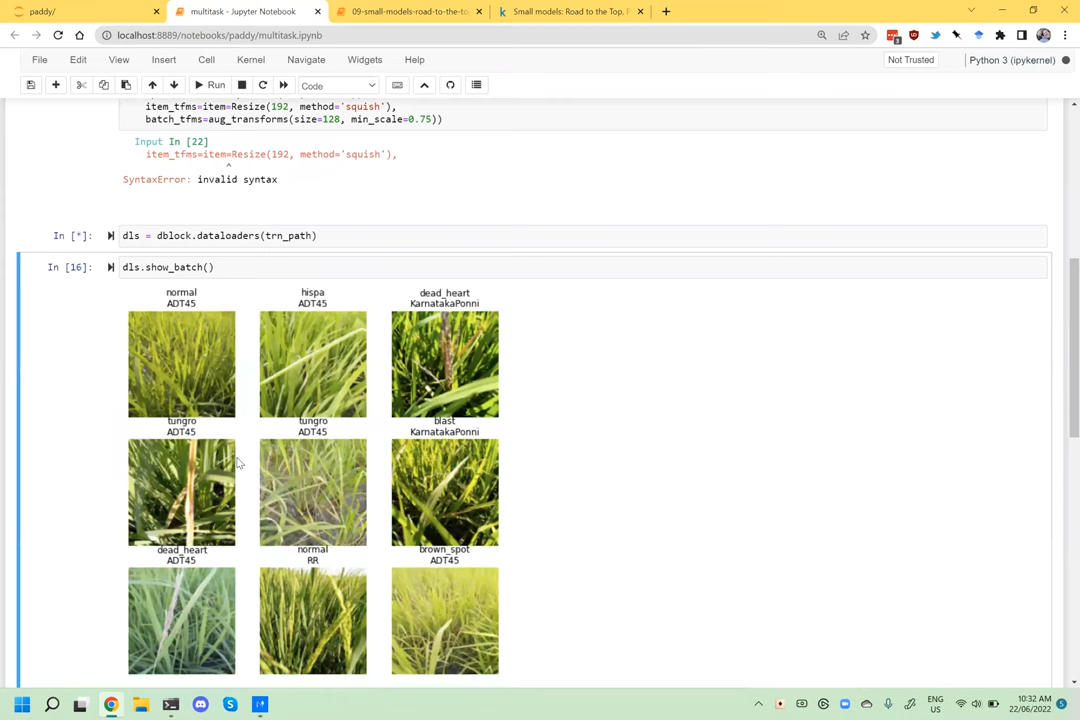 paddy/
multitask - Jupyter Notebook
09-small-models-road-to-the-to
Small models: Road to the Top, P
localhost:8889/notebooks/paddy/multitask.ipynb
File Edit View Insert Cell Kernel Navigate Widgets Help
Not Trusted
Python 3 (ipykernel)
Run
Code
item_tfms=item=Resize(192, method='squish'),
batch_tfms=aug_transforms(size=128, min_scale=0.75))
Input In [22]
item_tfms=item=Resize(192, method='squish'),
^
SyntaxError: invalid syntax
In [*]: dls = dblock.dataloaders(trn_path)
In [16]: dls.show_batch()
normal hispa dead_heart
ADT45 ADT45 KarnatakaPonni
tungro tungro blast
ADT45 ADT45 KarnatakaPonni
dead_heart normal brown_spot
ADT45 RR ADT45
ENG
US
10:32 AM
22/06/2022